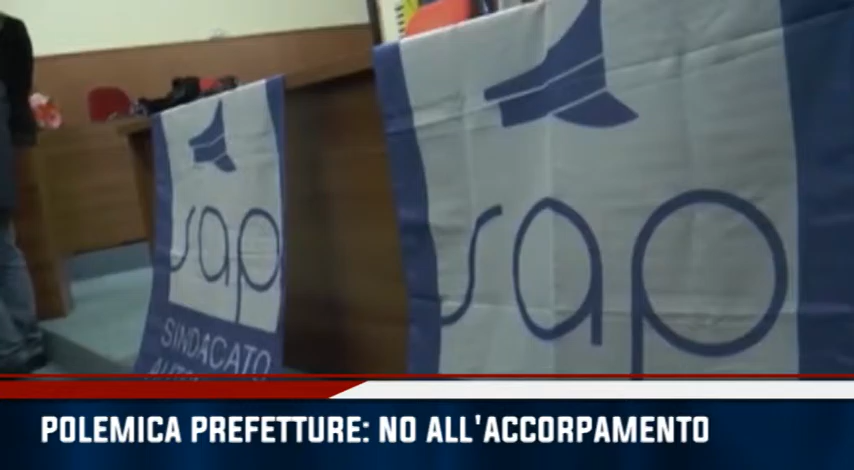 sap
sap
SINDACATO
POLEMICA PREFETTURE: NO ALL'ACCORPAMENTO